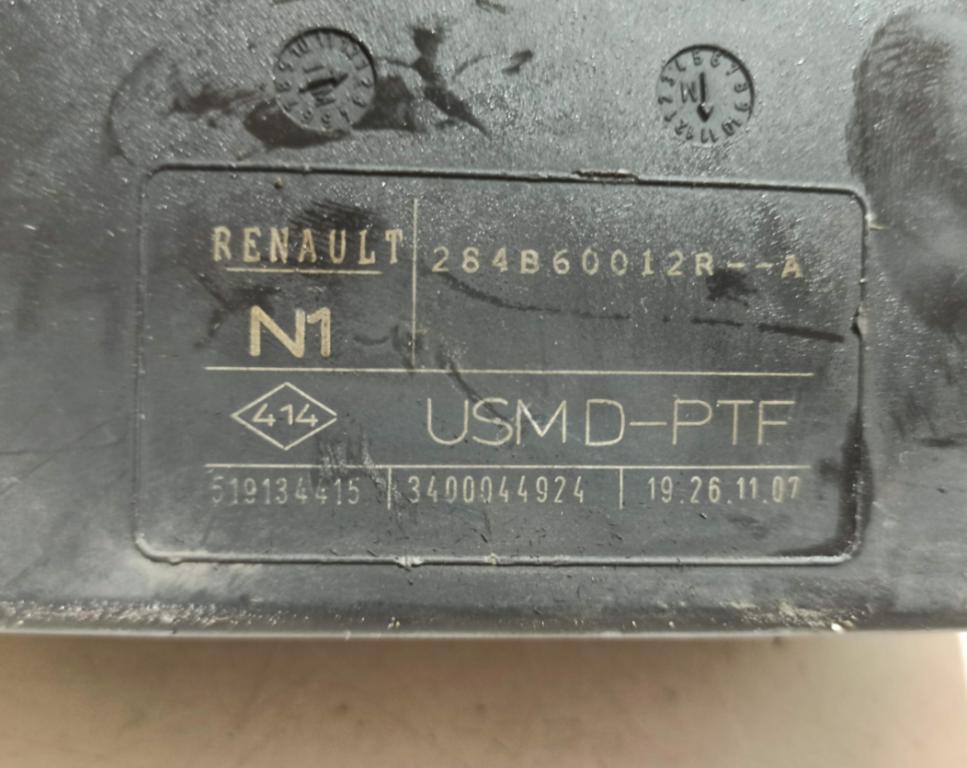 RENAULT
284B60012R--A
N1
414
USM D-PTF
519134415
3400044924
19.26.11.07